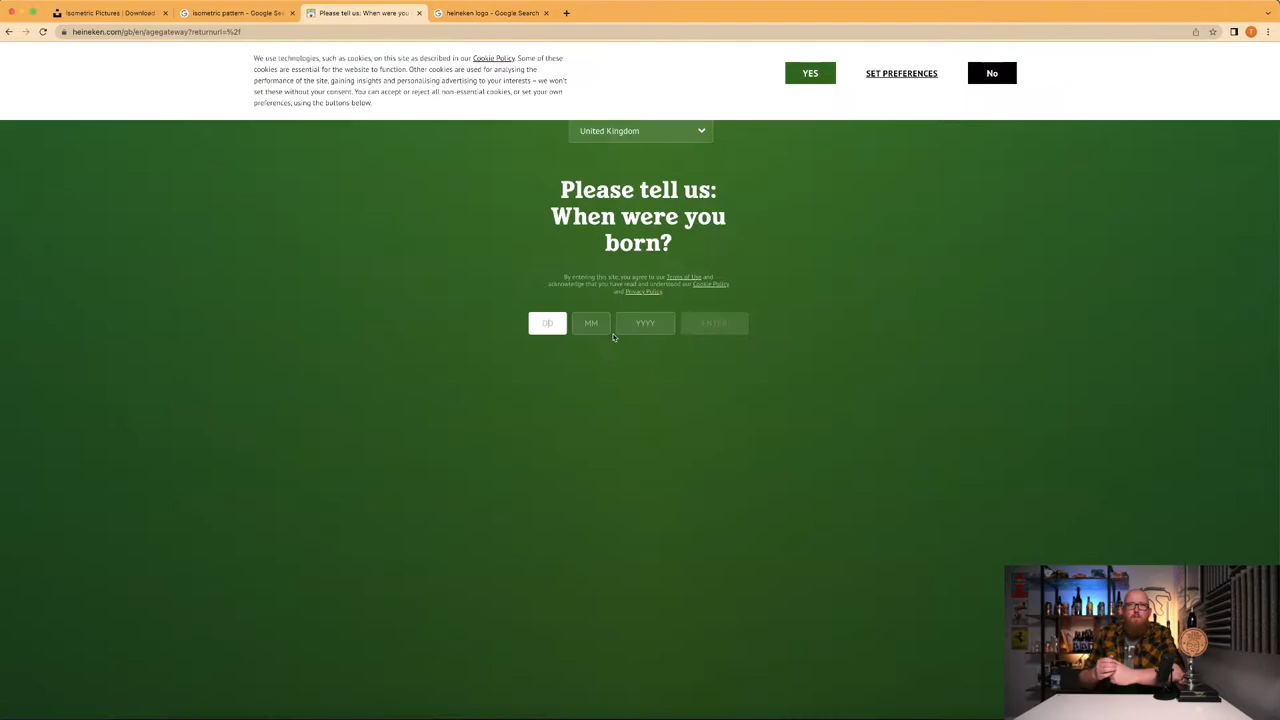 Isometric Pictures | Download
isometric pattern - Google Sea
Please tell us: When were you
heineken logo - Google Search
heineken.com/gb/en/agegateway?returnurl=%2f
T
We use technologies, such as cookies, on this site as described in our Cookie Policy. Some of these
cookies are essential for the website to function. Other cookies are used for analysing the
performance of the site, gaining insights and personalising advertising to your interests – we won't
set these without your consent. You can accept or reject all non-essential cookies, or set your own
preferences, using the buttons below.
YES
SET PREFERENCES
No
United Kingdom
Please tell us:
When were you
born?
By entering this site, you agree to our Terms of Use and
acknowledge that you have read and understood our Cookie Policy
and Privacy Policy.
DD
MM
YYYY
ENTER